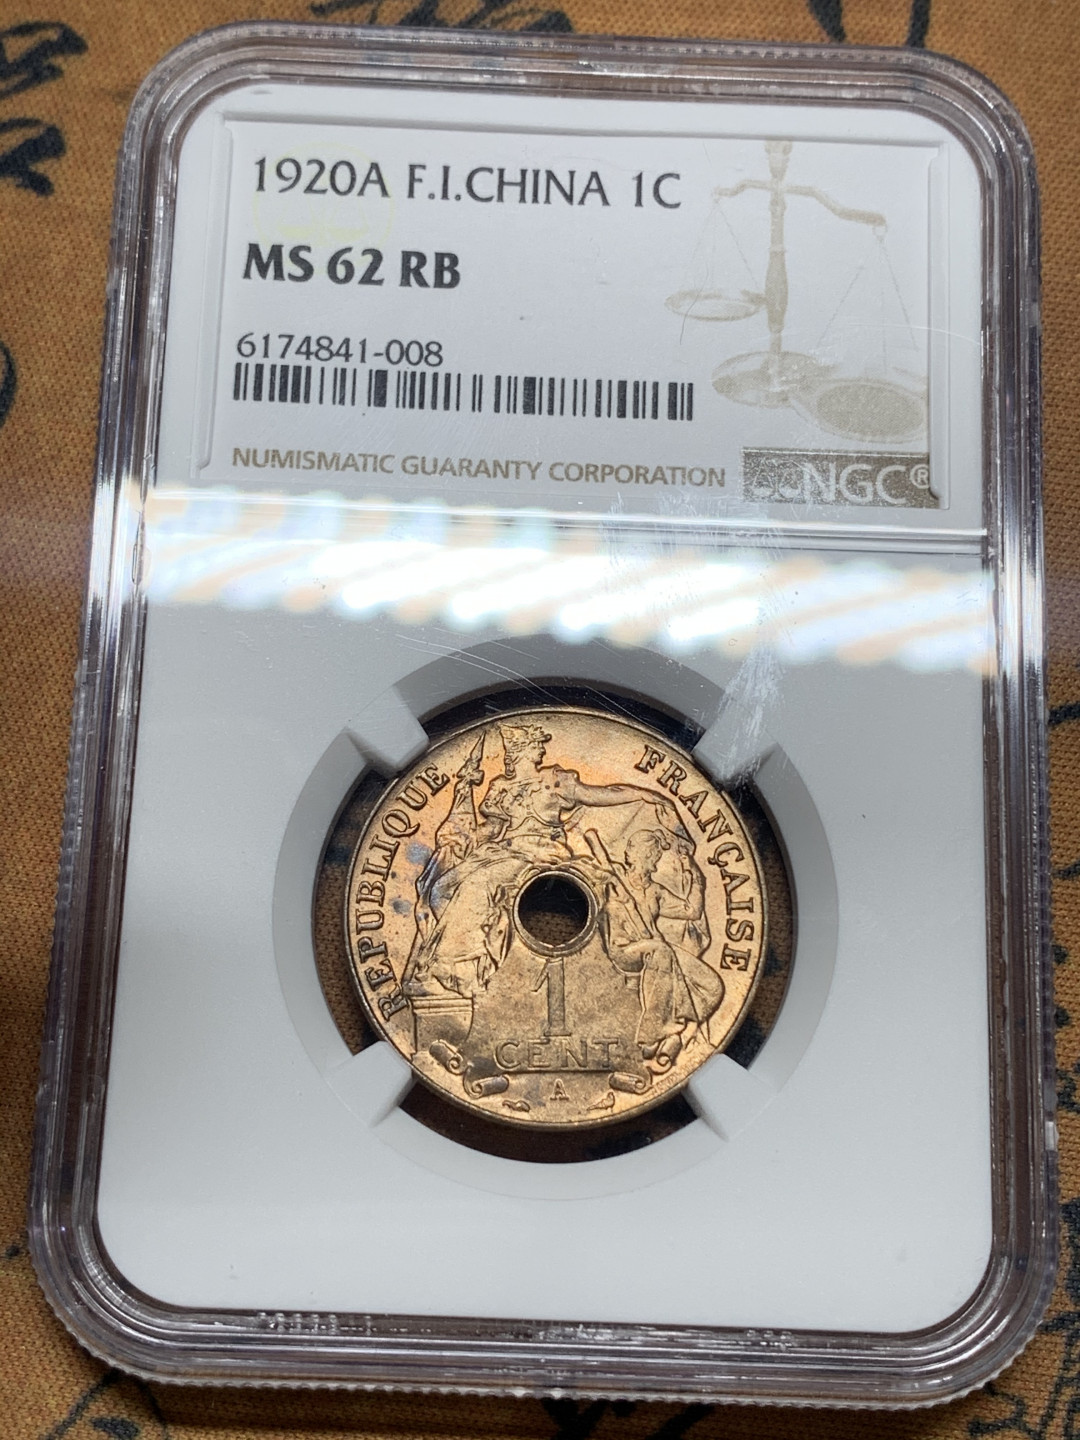 1920A F.I.CHINA 1C
MS 62 RB
6174841-008
NUMISMATIC GUARANTY CORPORATION
NGC®
REPUBLIQUE FRANÇAISE
1
CENT
A